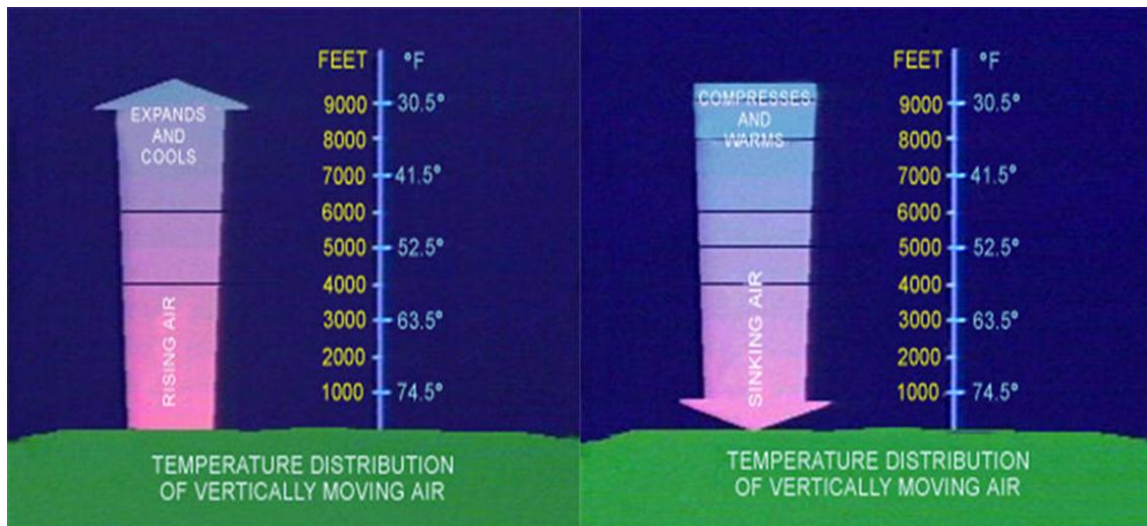 FEET °F
EXPANDS
AND
COOLS
9000 30.5°
8000
7000 41.5°
6000
5000 52.5°
4000
3000 63.5°
2000
1000 74.5°
RISING AIR
TEMPERATURE DISTRIBUTION
OF VERTICALLY MOVING AIR
FEET °F
COMPRESSES
AND
WARMS
9000 30.5°
8000
7000 41.5°
6000
5000 52.5°
4000
3000 63.5°
2000
1000 74.5°
SINKING AIR
TEMPERATURE DISTRIBUTION
OF VERTICALLY MOVING AIR